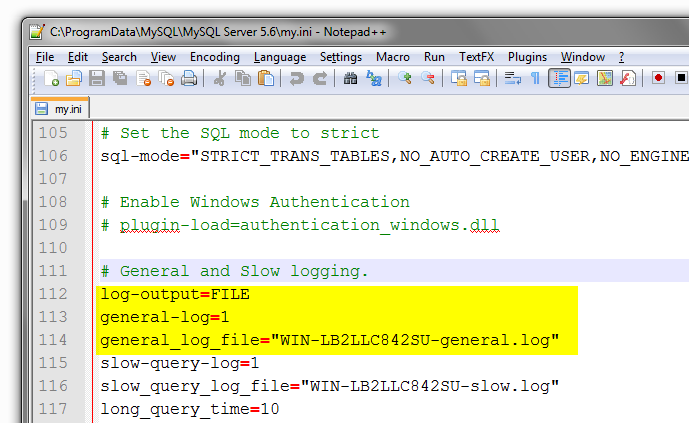 C:\ProgramData\MySQL\MySQL Server 5.6\my.ini - Notepad++
File Edit Search View Encoding Language Settings Macro Run TextFX Plugins Window ?
my.ini
105 # Set the SQL mode to strict
106 sql-mode="STRICT_TRANS_TABLES,NO_AUTO_CREATE_USER,NO_ENGINE
107
108 # Enable Windows Authentication
109 # plugin-load=authentication_windows.dll
110
111 # General and Slow logging.
112 log-output=FILE
113 general-log=1
114 general_log_file="WIN-LB2LLC842SU-general.log"
115 slow-query-log=1
116 slow_query_log_file="WIN-LB2LLC842SU-slow.log"
117 long_query_time=10